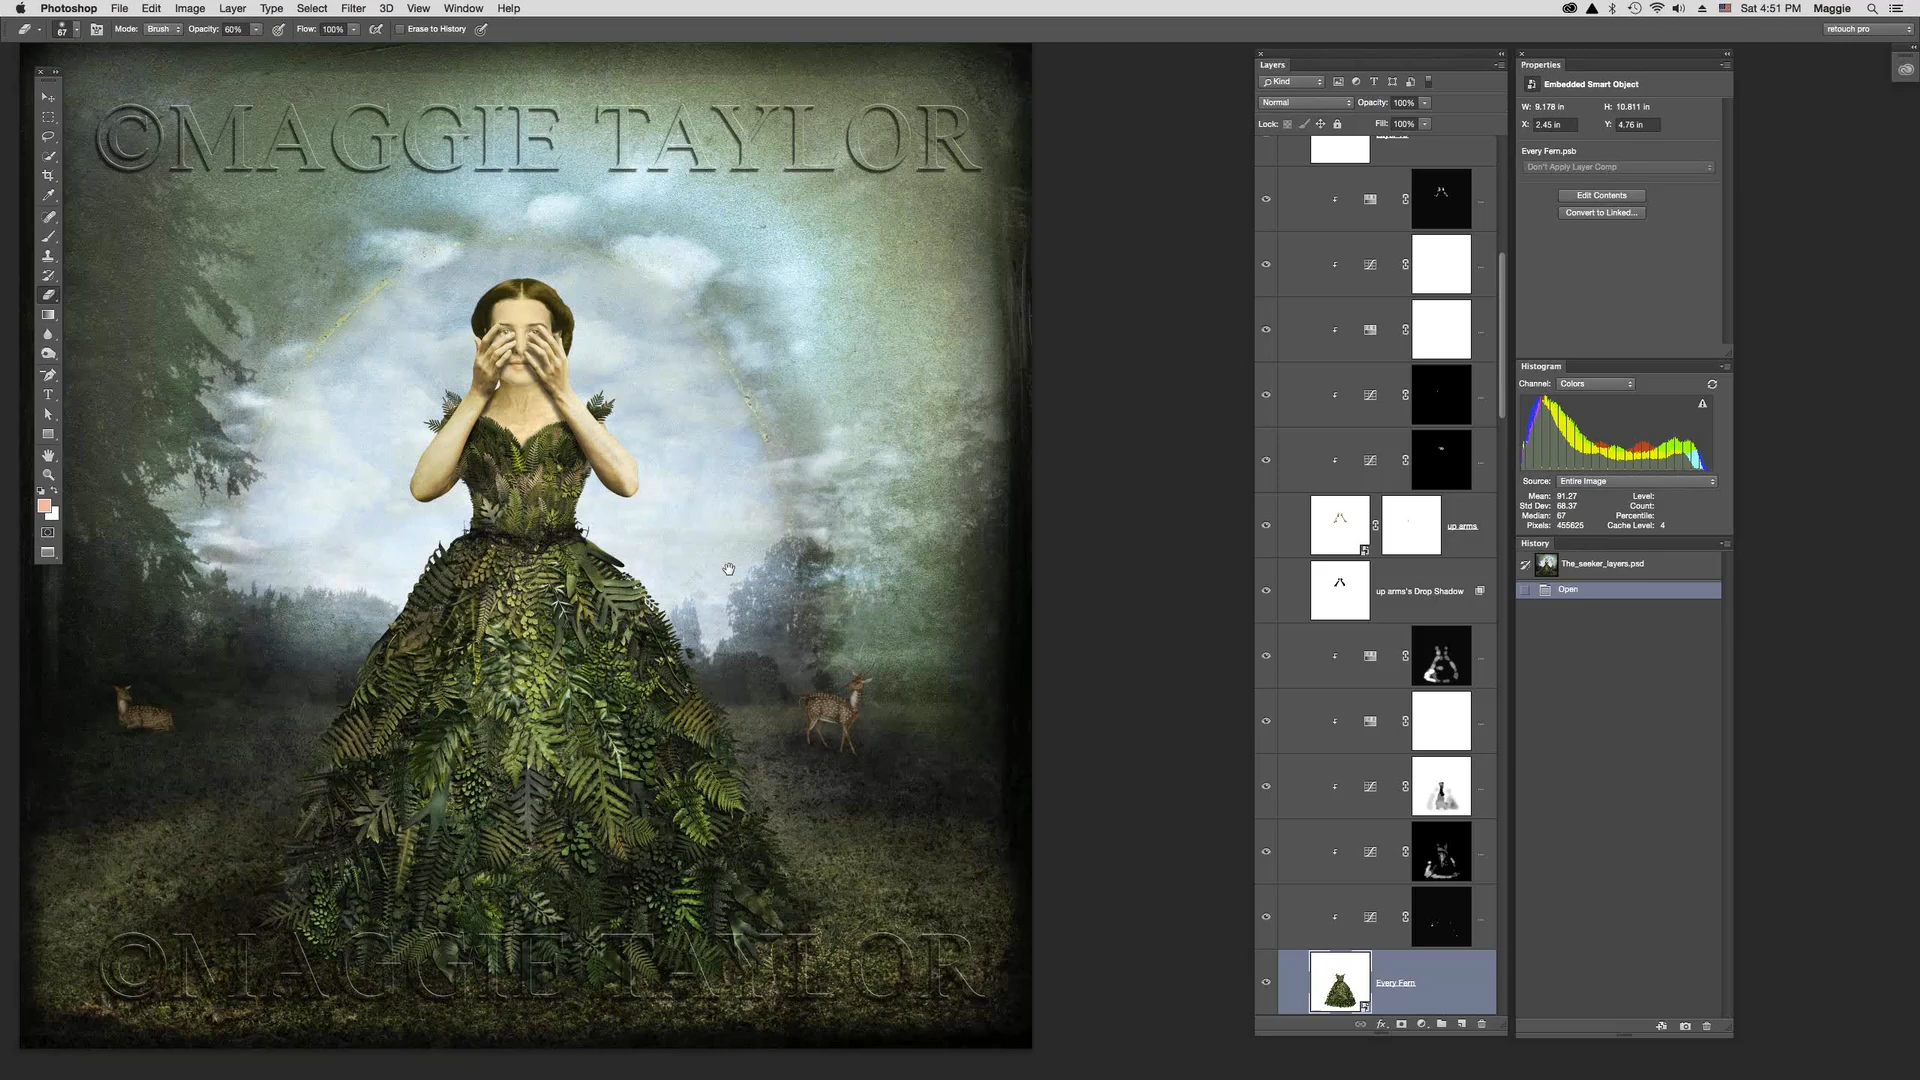 Photoshop File Edit Image Layer Type Select Filter 3D View Window Help Sat 4:51 PM Maggie
67 Mode: Brush Opacity: 60% Flow: 100% Erase to History retouch pro
©MAGGIE TAYLOR
©MAGGIE TAYLOR
Layers
Kind
Normal Opacity: 100%
Lock: Fill: 100%
up arms
up arms's Drop Shadow
Every Fern
fx
Properties
Embedded Smart Object
W: 9.178 in H: 10.811 in
X: 2.45 in Y: 4.76 in
Every Fern.psb
Don't Apply Layer Comp
Edit Contents
Convert to Linked...
Histogram
Channel: Colors
Source: Entire Image
Mean: 91.27 Level:
Std Dev: 68.37 Count:
Median: 67 Percentile:
Pixels: 455625 Cache Level: 4
History
The_seeker_layers.psd
Open